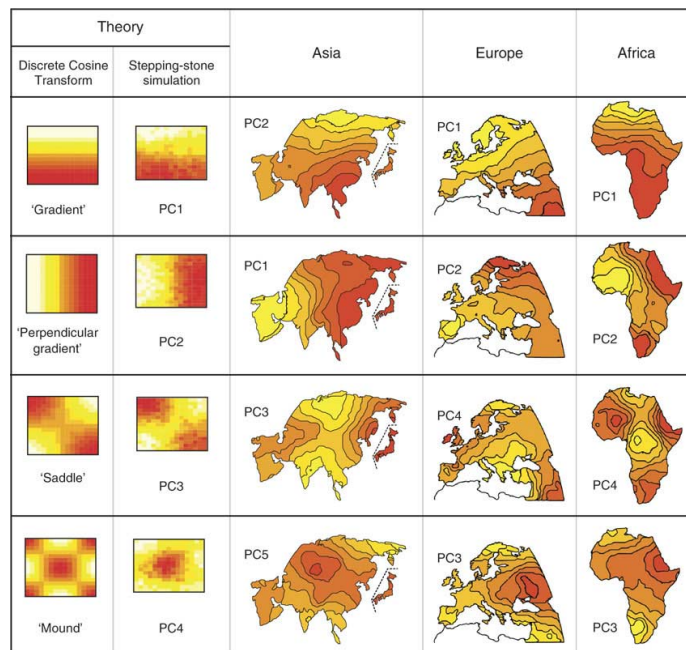 Theory
Asia
Europe
Africa
Discrete Cosine
Transform
Stepping-stone
simulation
'Gradient'
PC1
PC2
PC1
PC1
'Perpendicular
gradient'
PC2
PC1
PC2
PC2
'Saddle'
PC3
PC3
PC4
PC4
'Mound'
PC4
PC5
PC3
PC3